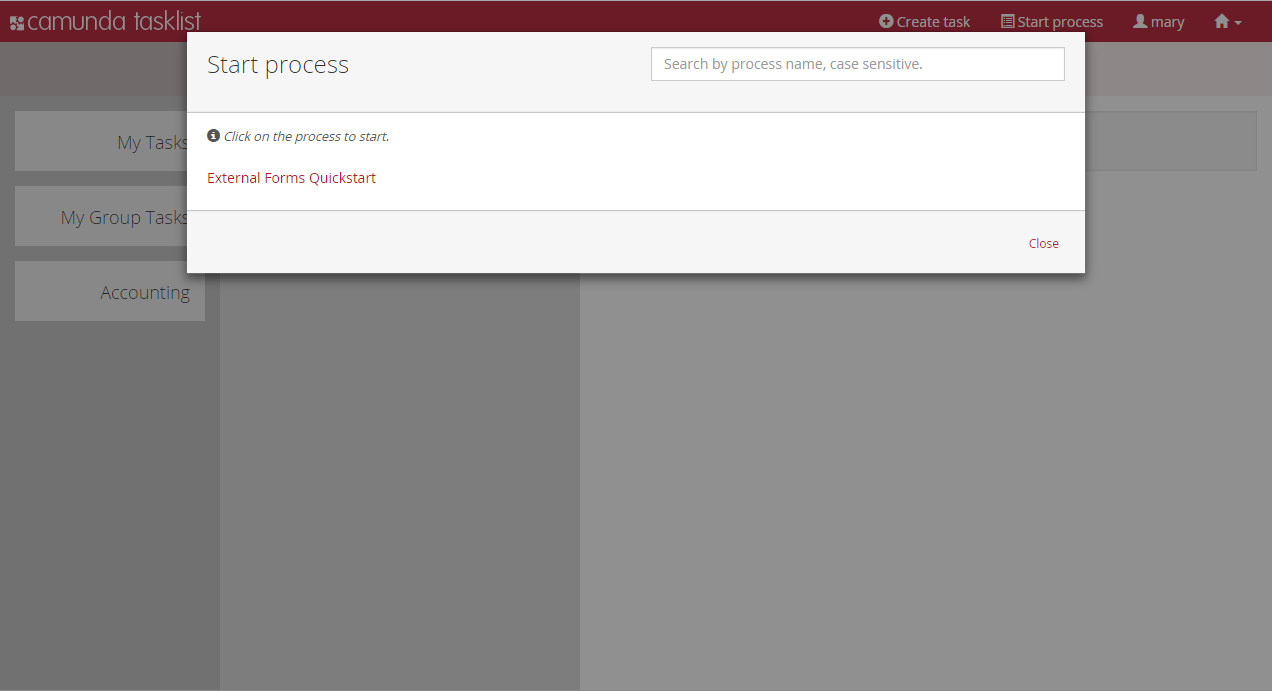 camunda tasklist
Create task
Start process
mary
Start process
Search by process name, case sensitive.
Click on the process to start.
External Forms Quickstart
Close
My Tasks
My Group Tasks
Accounting